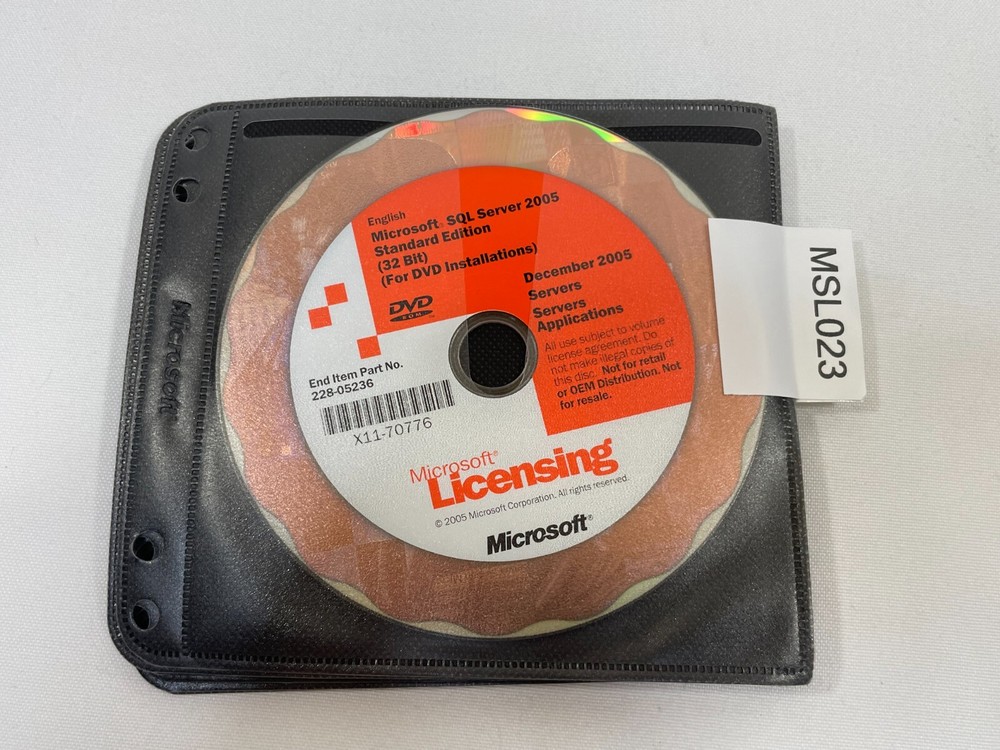 English
Microsoft® SQL Server 2005
Standard Edition
(32 Bit)
(For DVD Installations)
DVD
ROM
December 2005
Servers
Servers
Applications
All use subject to volume
license agreement. Do
not make illegal copies of
this disc. Not for retail
or OEM Distribution. Not
for resale.
End Item Part No.
228-05236
X11-70776
Microsoft®
Licensing
© 2005 Microsoft Corporation. All rights reserved.
Microsoft®
MSL023
Microsoft